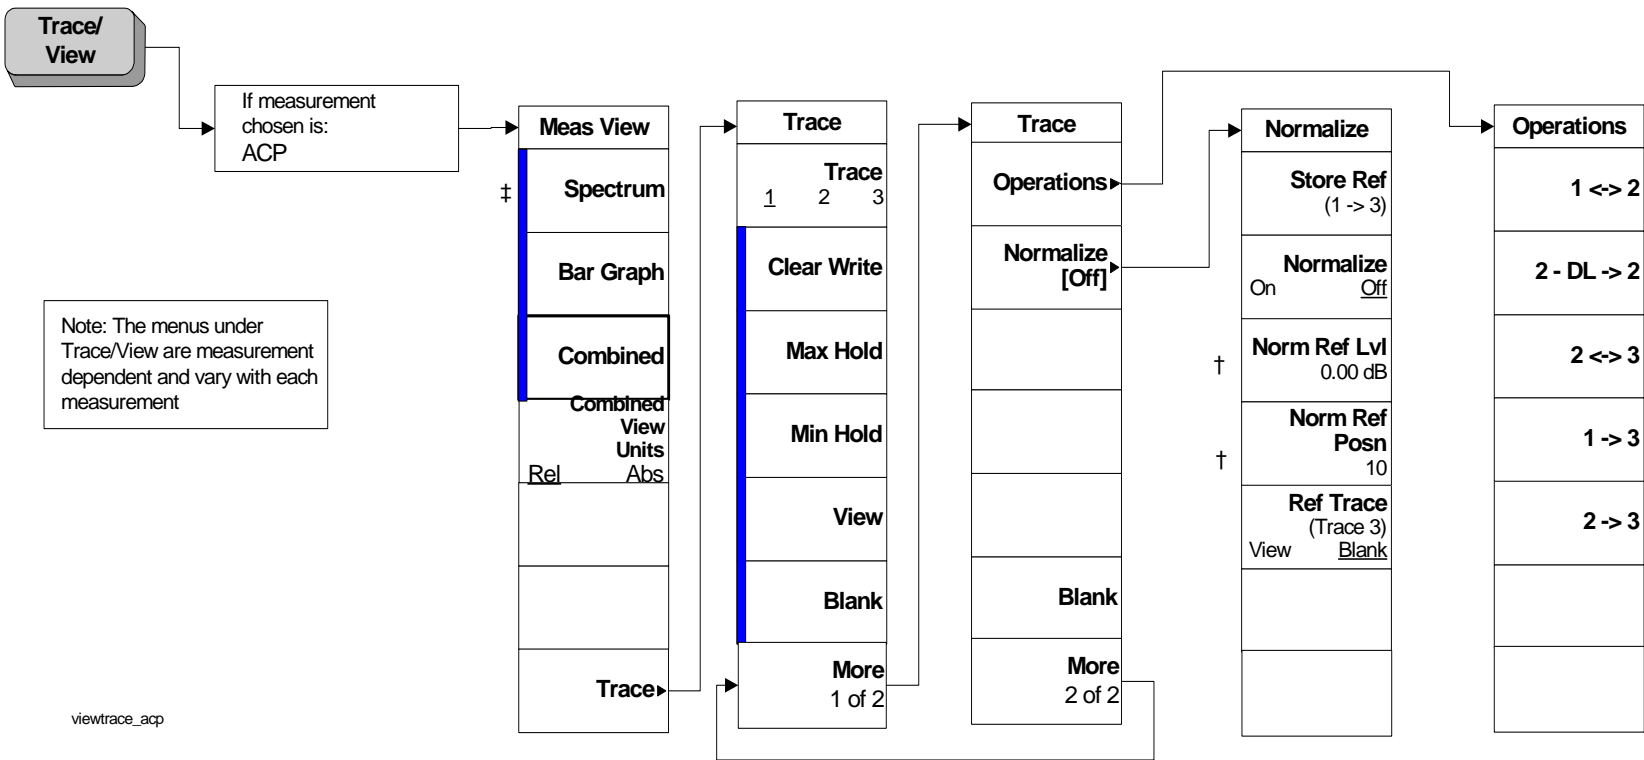 Trace/
View
If measurement
chosen is:
ACP
Note: The menus under
Trace/View are measurement
dependent and vary with each
measurement
viewtrace_acp
Meas View
‡
Spectrum
Bar Graph
Combined
Combined
View
Units
Rel Abs
Trace
Trace
Trace
1 2 3
Clear Write
Max Hold
Min Hold
View
Blank
More
1 of 2
Trace
Operations
Normalize
[Off]
Blank
More
2 of 2
Normalize
Store Ref
(1 -> 3)
Normalize
On Off
† Norm Ref Lvl
0.00 dB
Norm Ref
Posn
† 10
Ref Trace
(Trace 3)
View Blank
Operations
1 <-> 2
2 - DL -> 2
2 <-> 3
1 -> 3
2 -> 3